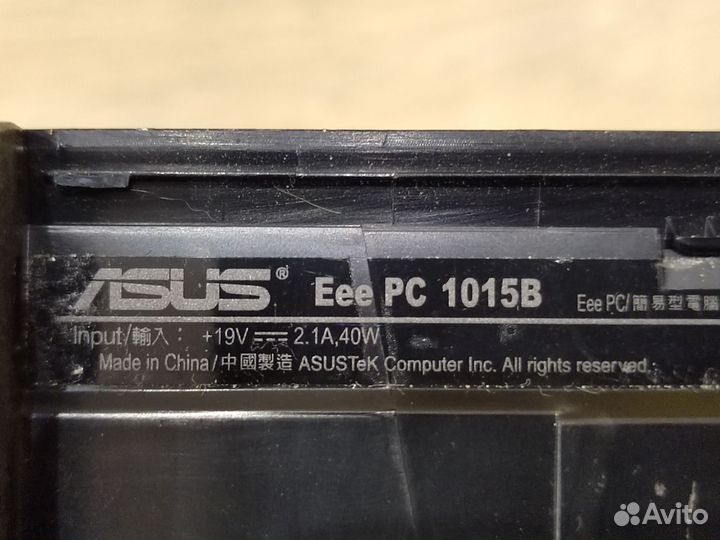 ASUS® Eee PC 1015B Eee PC/簡易型電腦
Input/輸入： +19V⎓2.1A,40W
Made in China/中國製造 ASUSTeK Computer Inc. All rights reserved.
Avito